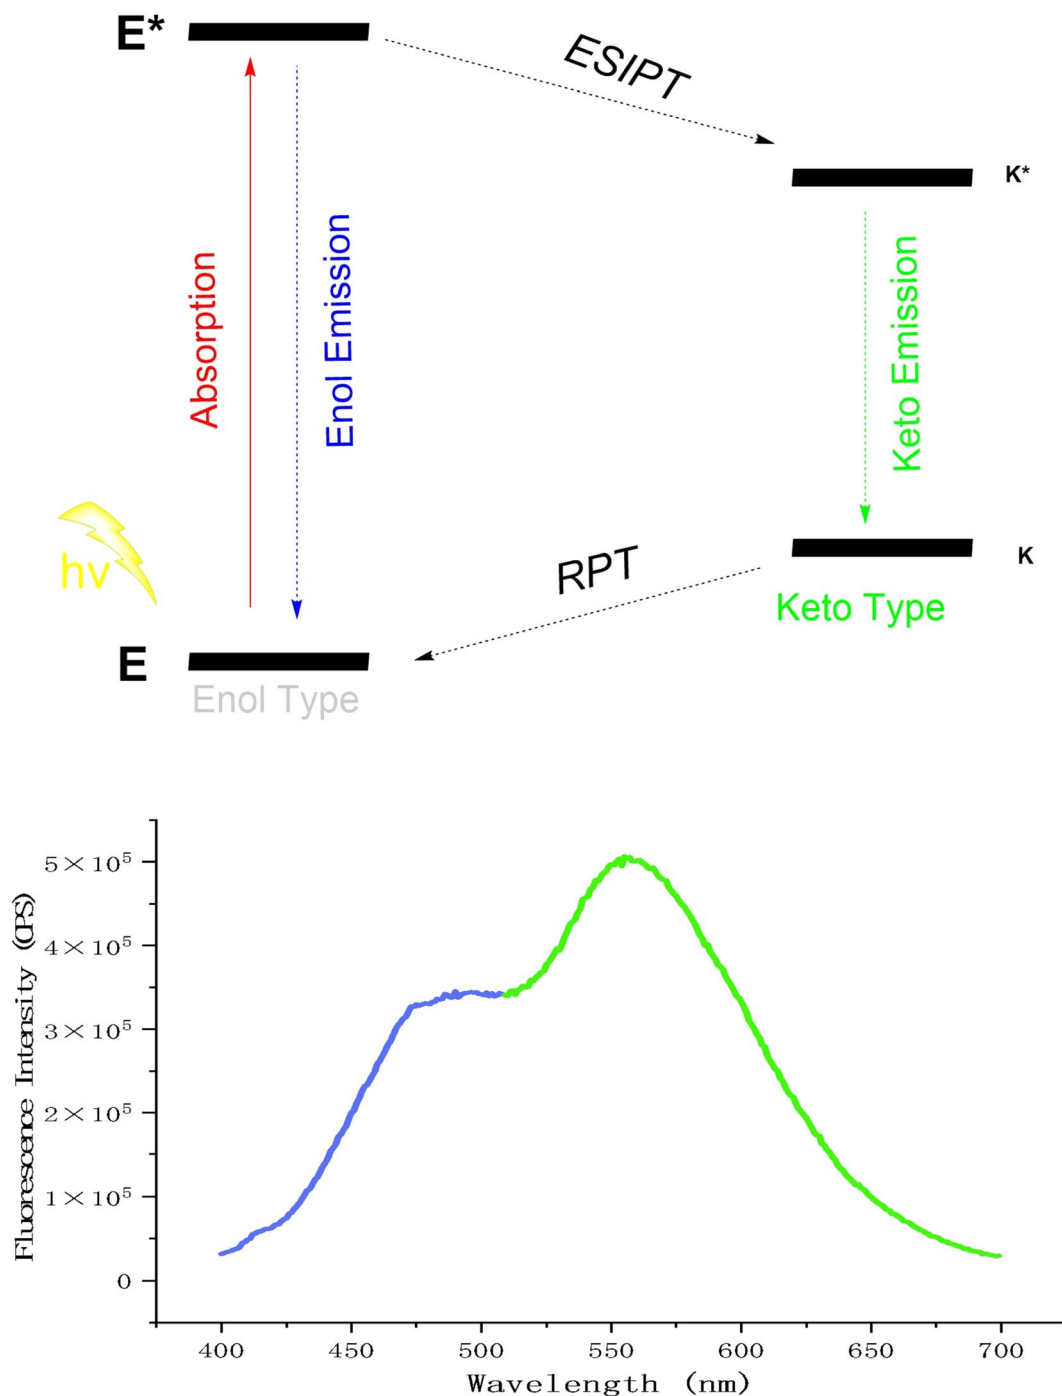 E*
ESIPT
K*
Absorption
Enol Emission
Keto Emission
hv
RPT
K
Keto Type
E
Enol Type
Fluorescence Intensity (CPS)
5×10⁵
4×10⁵
3×10⁵
2×10⁵
1×10⁵
0
400 450 500 550 600 650 700
Wavelength (nm)